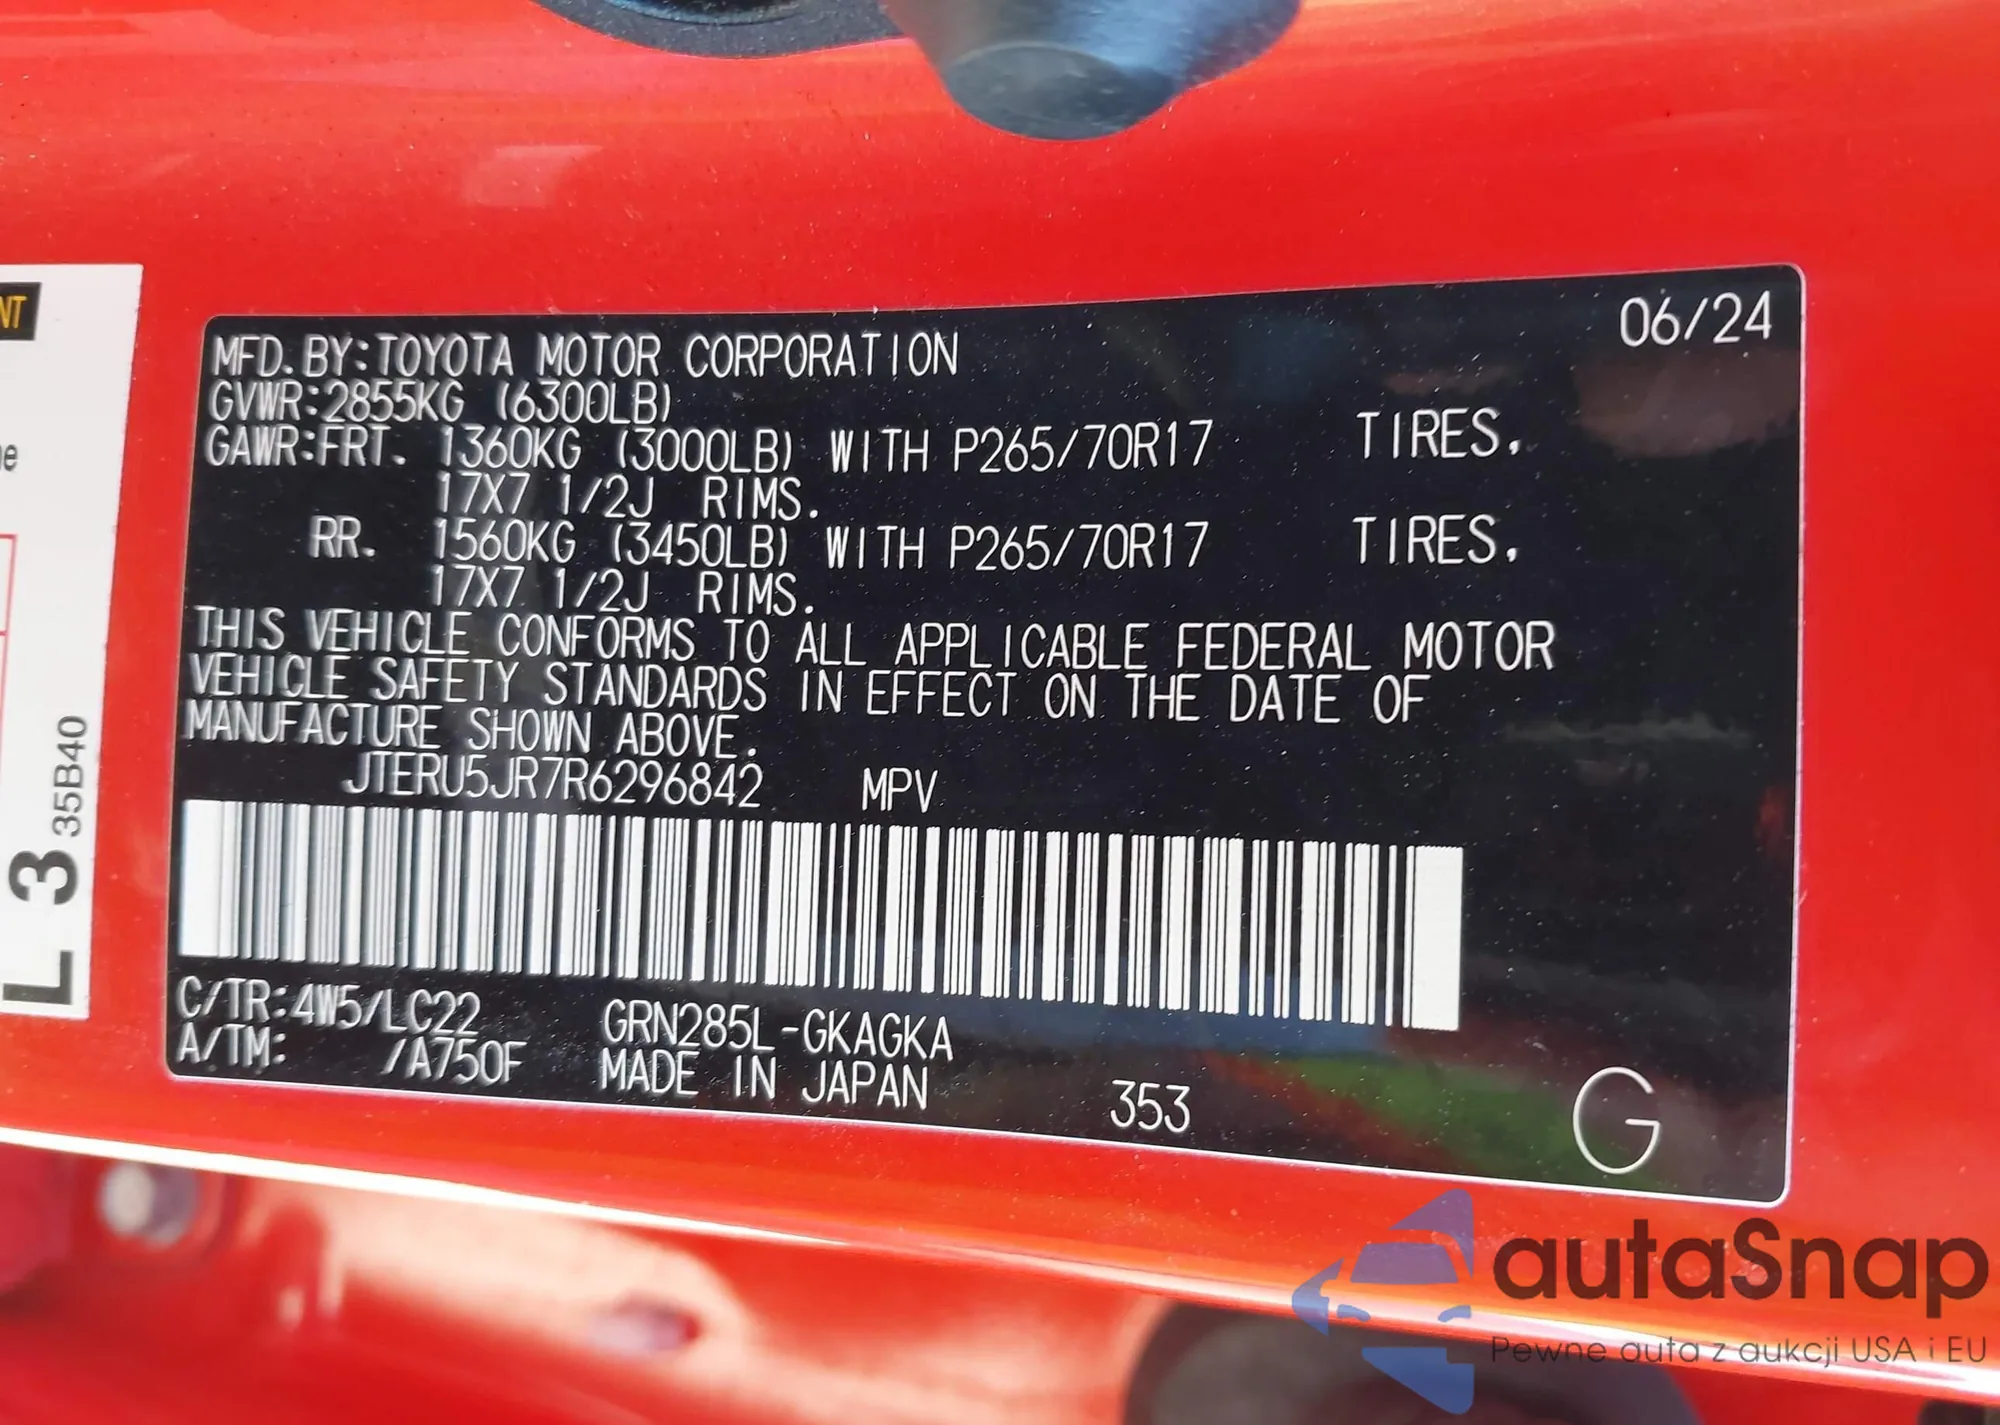 MFD. BY:TOYOTA MOTOR CORPORATION 06/24
GVWR:2855KG (6300LB)
GAWR:FRT. 1360KG (3000LB) WITH P265/70R17 TIRES.
17X7 1/2J RIMS.
RR. 1560KG (3450LB) WITH P265/70R17 TIRES.
17X7 1/2J RIMS.
THIS VEHICLE CONFORMS TO ALL APPLICABLE FEDERAL MOTOR
VEHICLE SAFETY STANDARDS IN EFFECT ON THE DATE OF
MANUFACTURE SHOWN ABOVE.
JTERU5JR7R6296842 MPV
C/TR:4W5/LC22 GRN285L-GKAGKA
A/TM: /A750F MADE IN JAPAN 353
G
L 3 35B40
autaSnap
Pewne auta z aukcji USA i EU